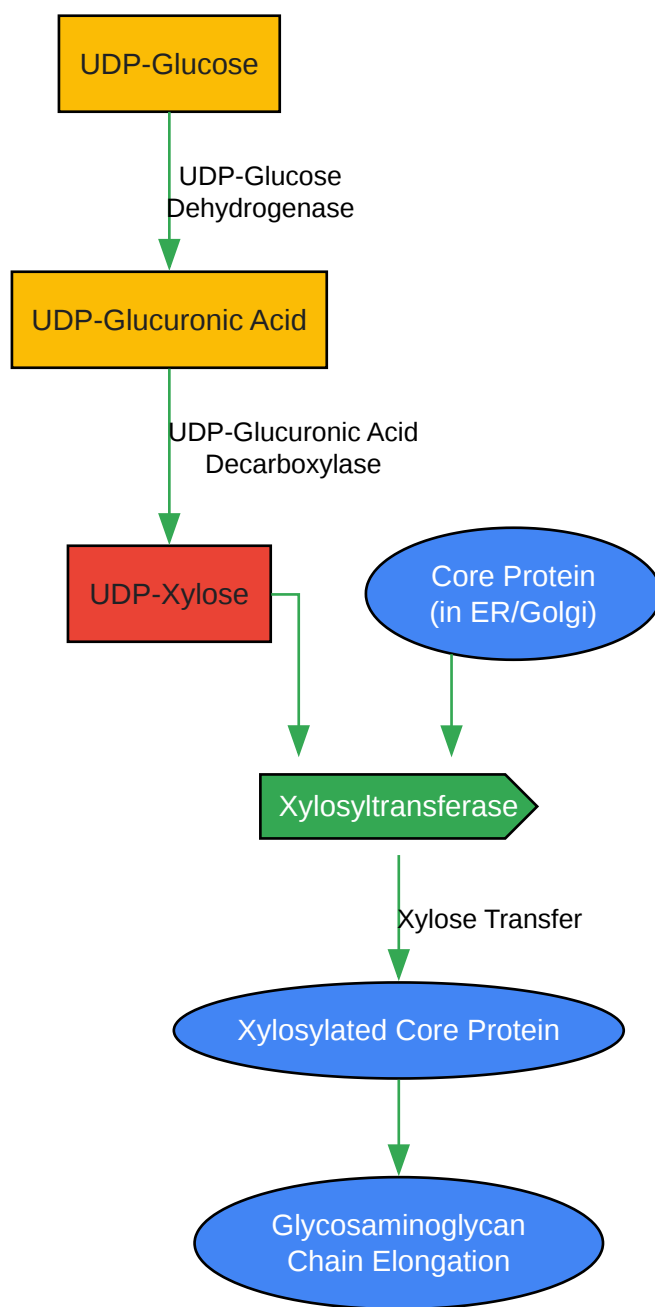 UDP-Glucose
UDP-Glucose
Dehydrogenase
UDP-Glucuronic Acid
UDP-Glucuronic Acid
Decarboxylase
UDP-Xylose
Core Protein
(in ER/Golgi)
Xylosyltransferase
Xylose Transfer
Xylosylated Core Protein
Glycosaminoglycan
Chain Elongation